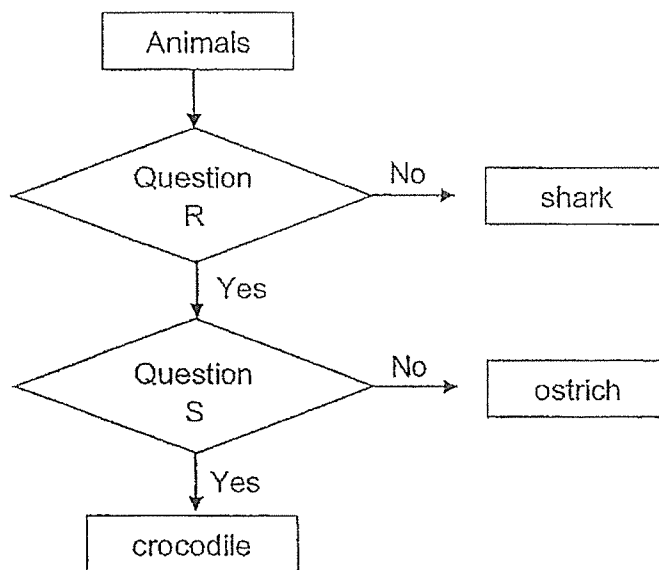 Animals
Question
R
No
shark
Yes
Question
S
No
ostrich
Yes
crocodile